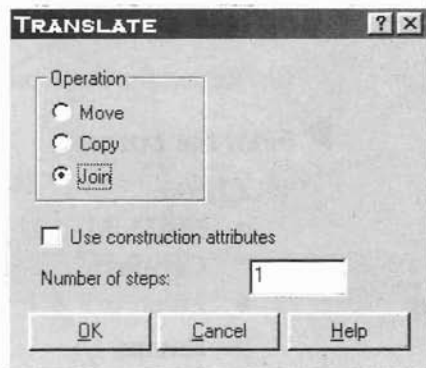 TRANSLATE ? ×
Operation
Move
Copy
Join
Use construction attributes
Number of steps: 1
OK Cancel Help